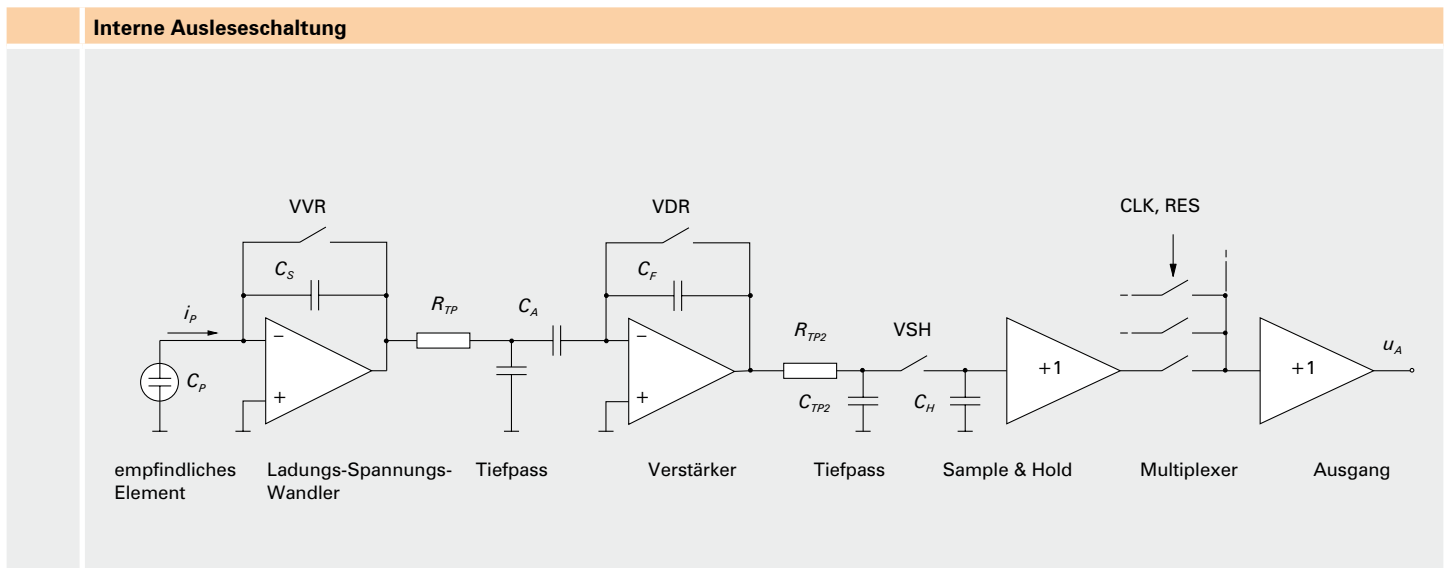 Interne Ausleseschaltung
VVR
VDR
CLK, RES
C_S
C_F
i_P
R_TP
C_A
R_TP2
VSH
u_A
−
−
C_P
+1
+1
+
+
C_TP2
C_H
empfindliches
Element
Ladungs-Spannungs-
Wandler
Tiefpass
Verstärker
Tiefpass
Sample & Hold
Multiplexer
Ausgang